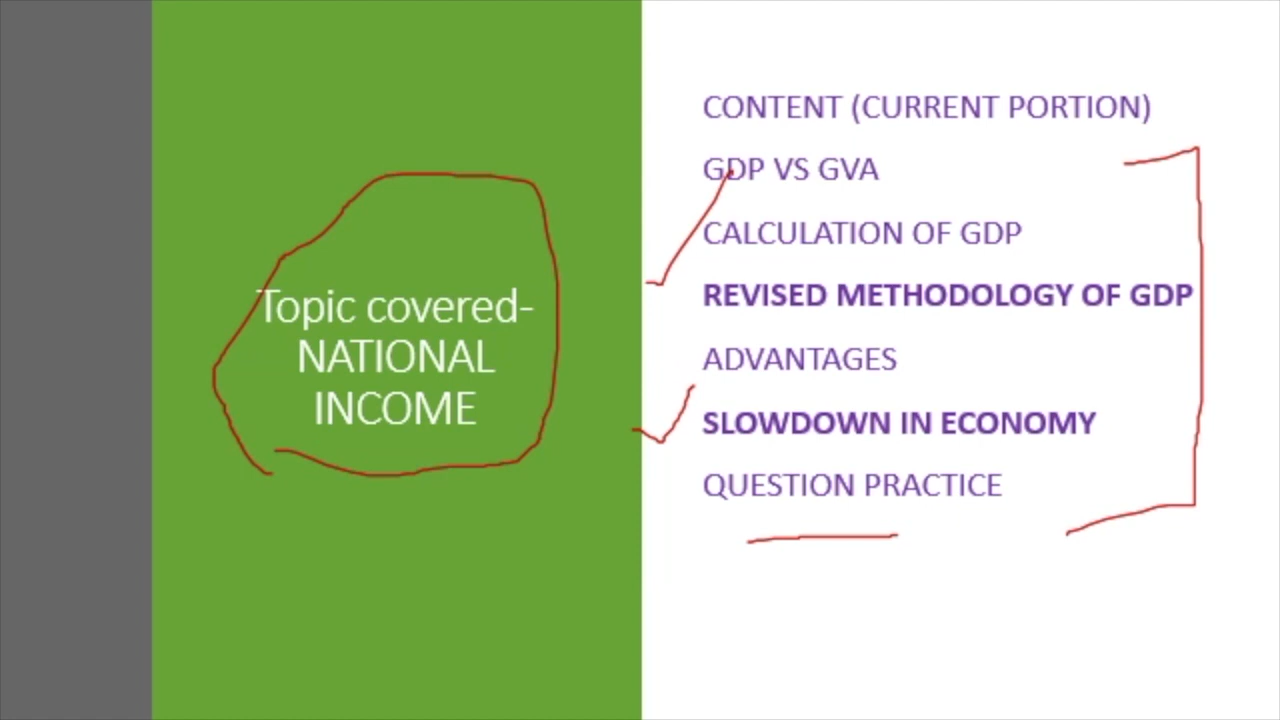 Topic covered-
NATIONAL
INCOME
CONTENT (CURRENT PORTION)
GDP VS GVA
CALCULATION OF GDP
REVISED METHODOLOGY OF GDP
ADVANTAGES
SLOWDOWN IN ECONOMY
QUESTION PRACTICE